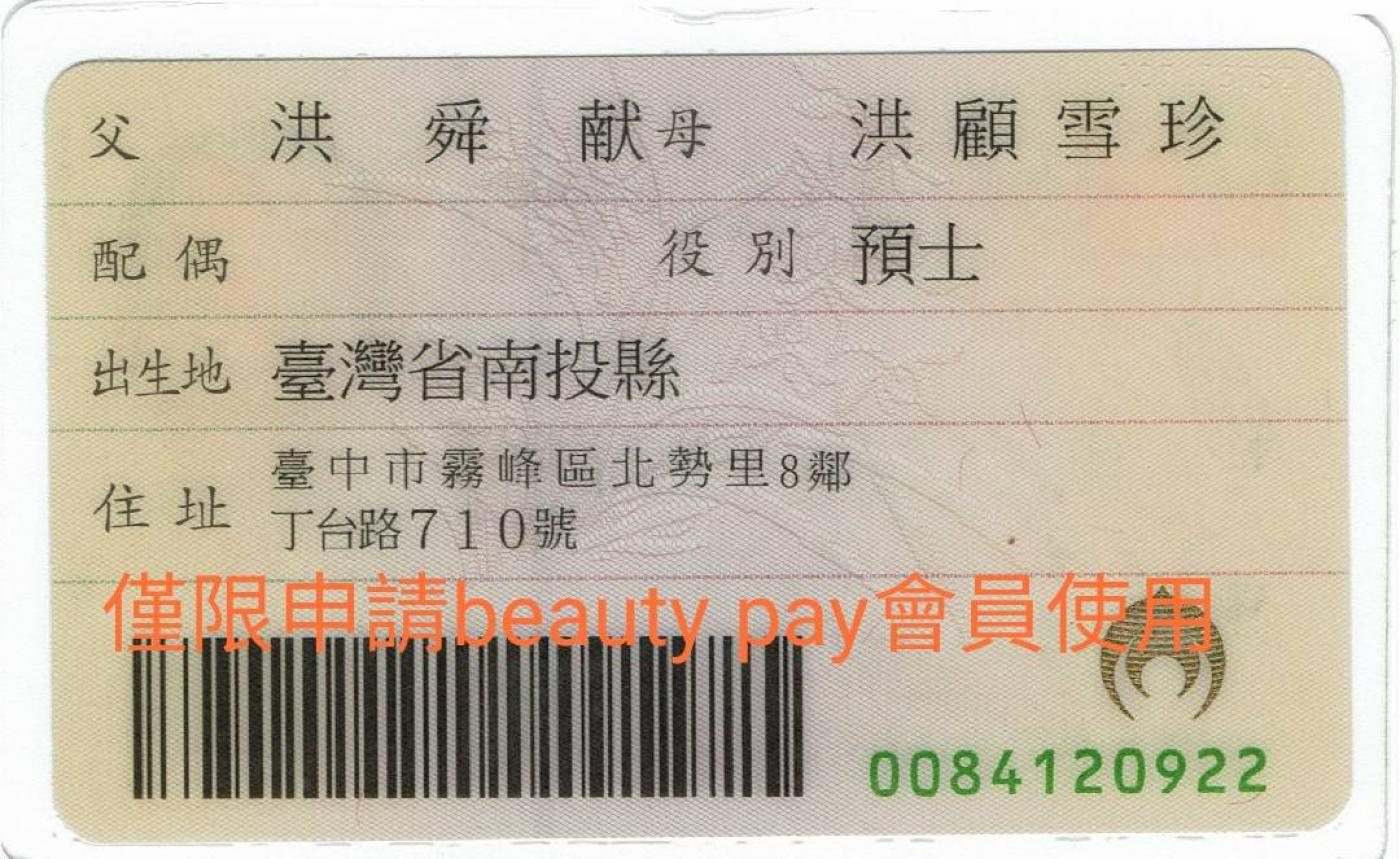 父 洪舜献 母 洪顧雪珍
配偶 役別 預士
出生地 臺灣省南投縣
住址 臺中市霧峰區北勢里8鄰
丁台路710號
僅限申請beauty pay會員使用
0084120922